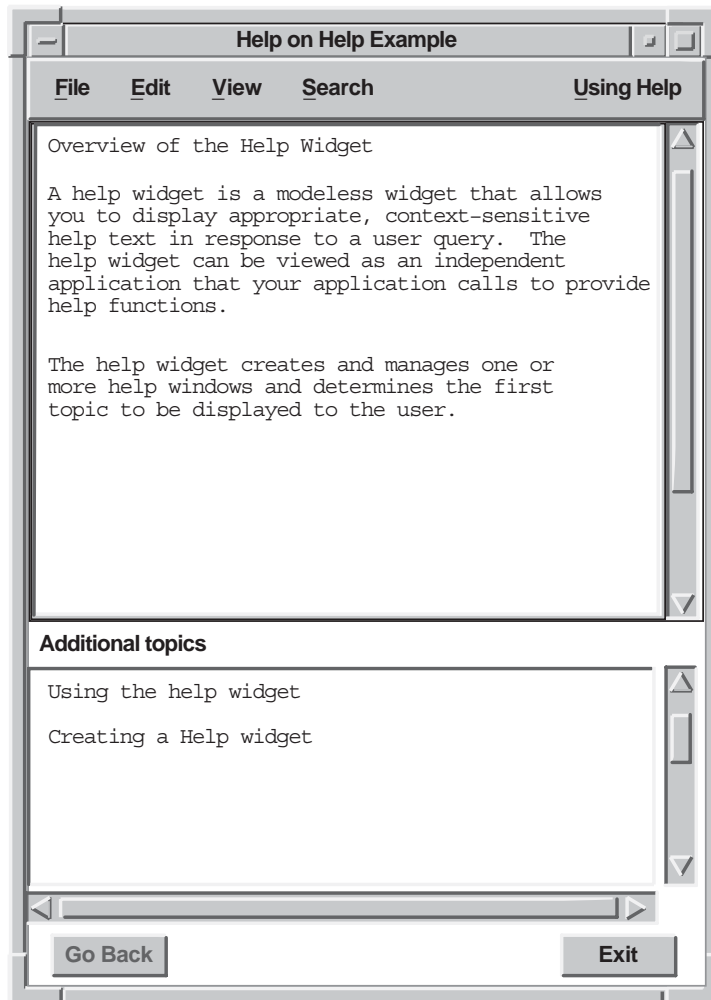 Help on Help Example
File Edit View Search Using Help
Overview of the Help Widget
A help widget is a modeless widget that allows
you to display appropriate, context-sensitive
help text in response to a user query. The
help widget can be viewed as an independent
application that your application calls to provide
help functions.
The help widget creates and manages one or
more help windows and determines the first
topic to be displayed to the user.
Additional topics
Using the help widget
Creating a Help widget
Go Back Exit